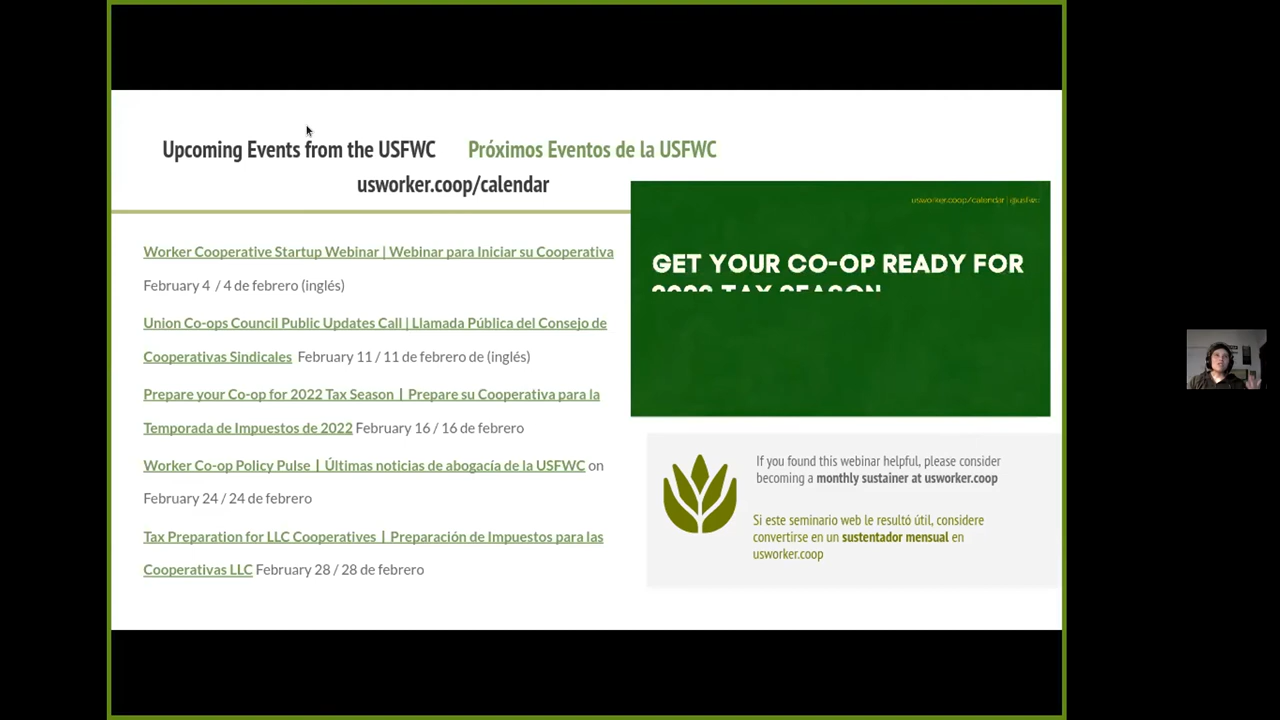 Upcoming Events from the USFWC Próximos Eventos de la USFWC
usworker.coop/calendar
Worker Cooperative Startup Webinar | Webinar para Iniciar su Cooperativa
February 4 / 4 de febrero (inglés)
Union Co-ops Council Public Updates Call | Llamada Pública del Consejo de
Cooperativas Sindicales February 11 / 11 de febrero de (inglés)
Prepare your Co-op for 2022 Tax Season | Prepare su Cooperativa para la
Temporada de Impuestos de 2022 February 16 / 16 de febrero
Worker Co-op Policy Pulse | Últimas noticias de abogacía de la USFWC on
February 24 / 24 de febrero
Tax Preparation for LLC Cooperatives | Preparación de Impuestos para las
Cooperativas LLC February 28 / 28 de febrero
usworker.coop/calendar | @usfwc
GET YOUR CO-OP READY FOR
2022 TAX SEASON
If you found this webinar helpful, please consider
becoming a monthly sustainer at usworker.coop
Si este seminario web le resultó útil, considere
convertirse en un sustentador mensual en
usworker.coop